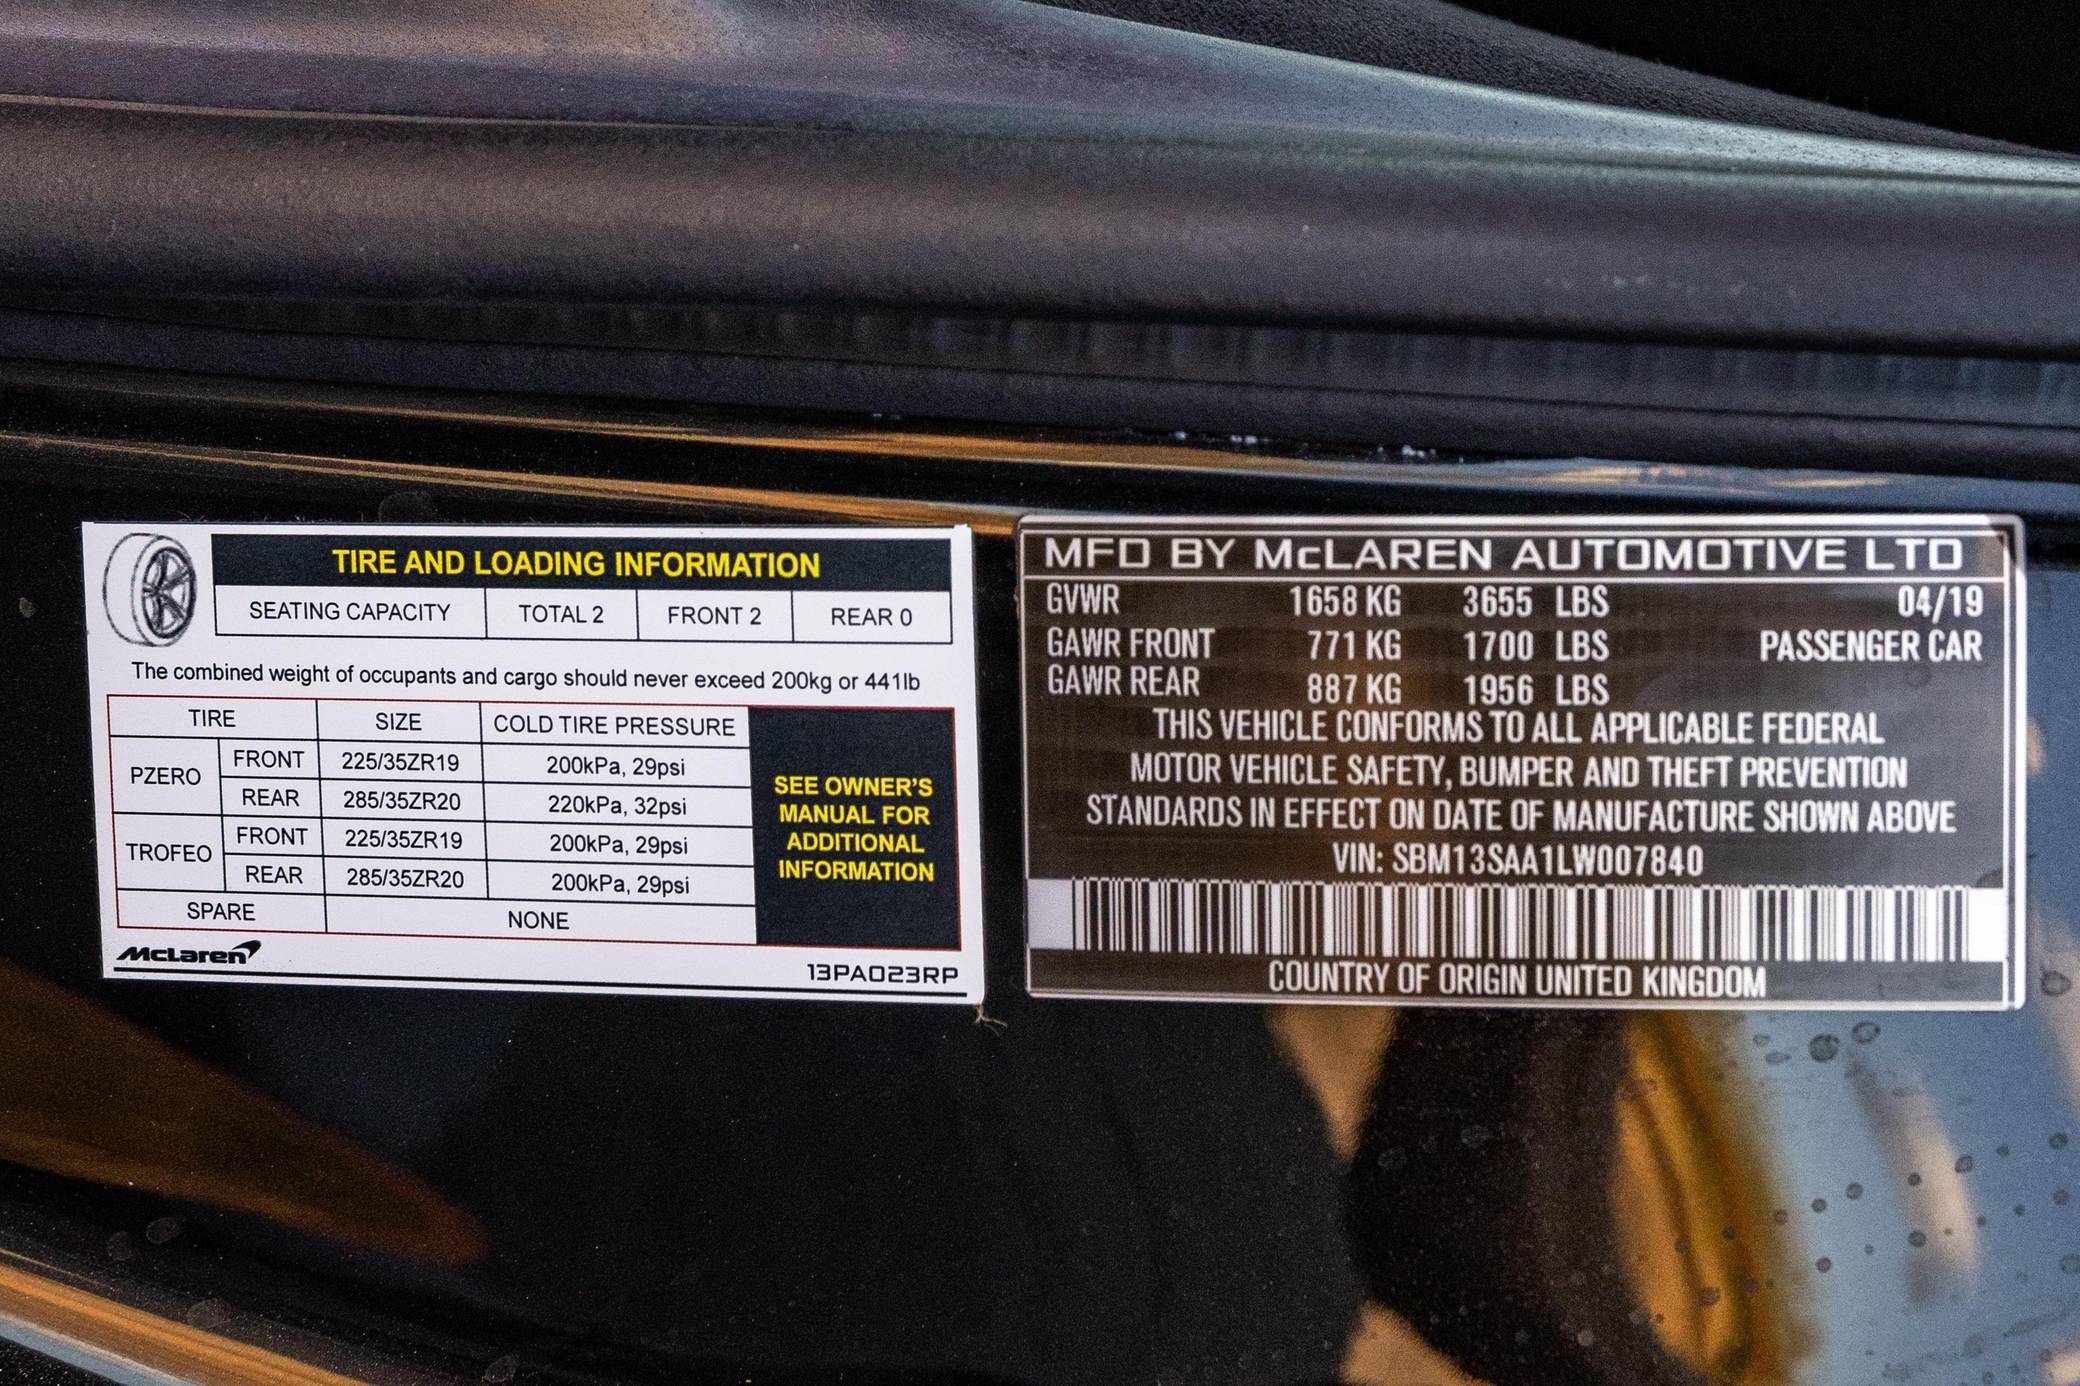 TIRE AND LOADING INFORMATION
SEATING CAPACITY TOTAL 2 FRONT 2 REAR 0
The combined weight of occupants and cargo should never exceed 200kg or 441lb
TIRE SIZE COLD TIRE PRESSURE
PZERO FRONT 225/35ZR19 200kPa, 29psi
REAR 285/35ZR20 220kPa, 32psi
TROFEO FRONT 225/35ZR19 200kPa, 29psi
REAR 285/35ZR20 200kPa, 29psi
SPARE NONE
SEE OWNER'S
MANUAL FOR
ADDITIONAL
INFORMATION
McLaren 13PA023RP
MFD BY McLAREN AUTOMOTIVE LTD
GVWR 1658 KG 3655 LBS 04/19
GAWR FRONT 771 KG 1700 LBS PASSENGER CAR
GAWR REAR 887 KG 1956 LBS
THIS VEHICLE CONFORMS TO ALL APPLICABLE FEDERAL
MOTOR VEHICLE SAFETY, BUMPER AND THEFT PREVENTION
STANDARDS IN EFFECT ON DATE OF MANUFACTURE SHOWN ABOVE
VIN: SBM13SAA1LW007840
COUNTRY OF ORIGIN UNITED KINGDOM